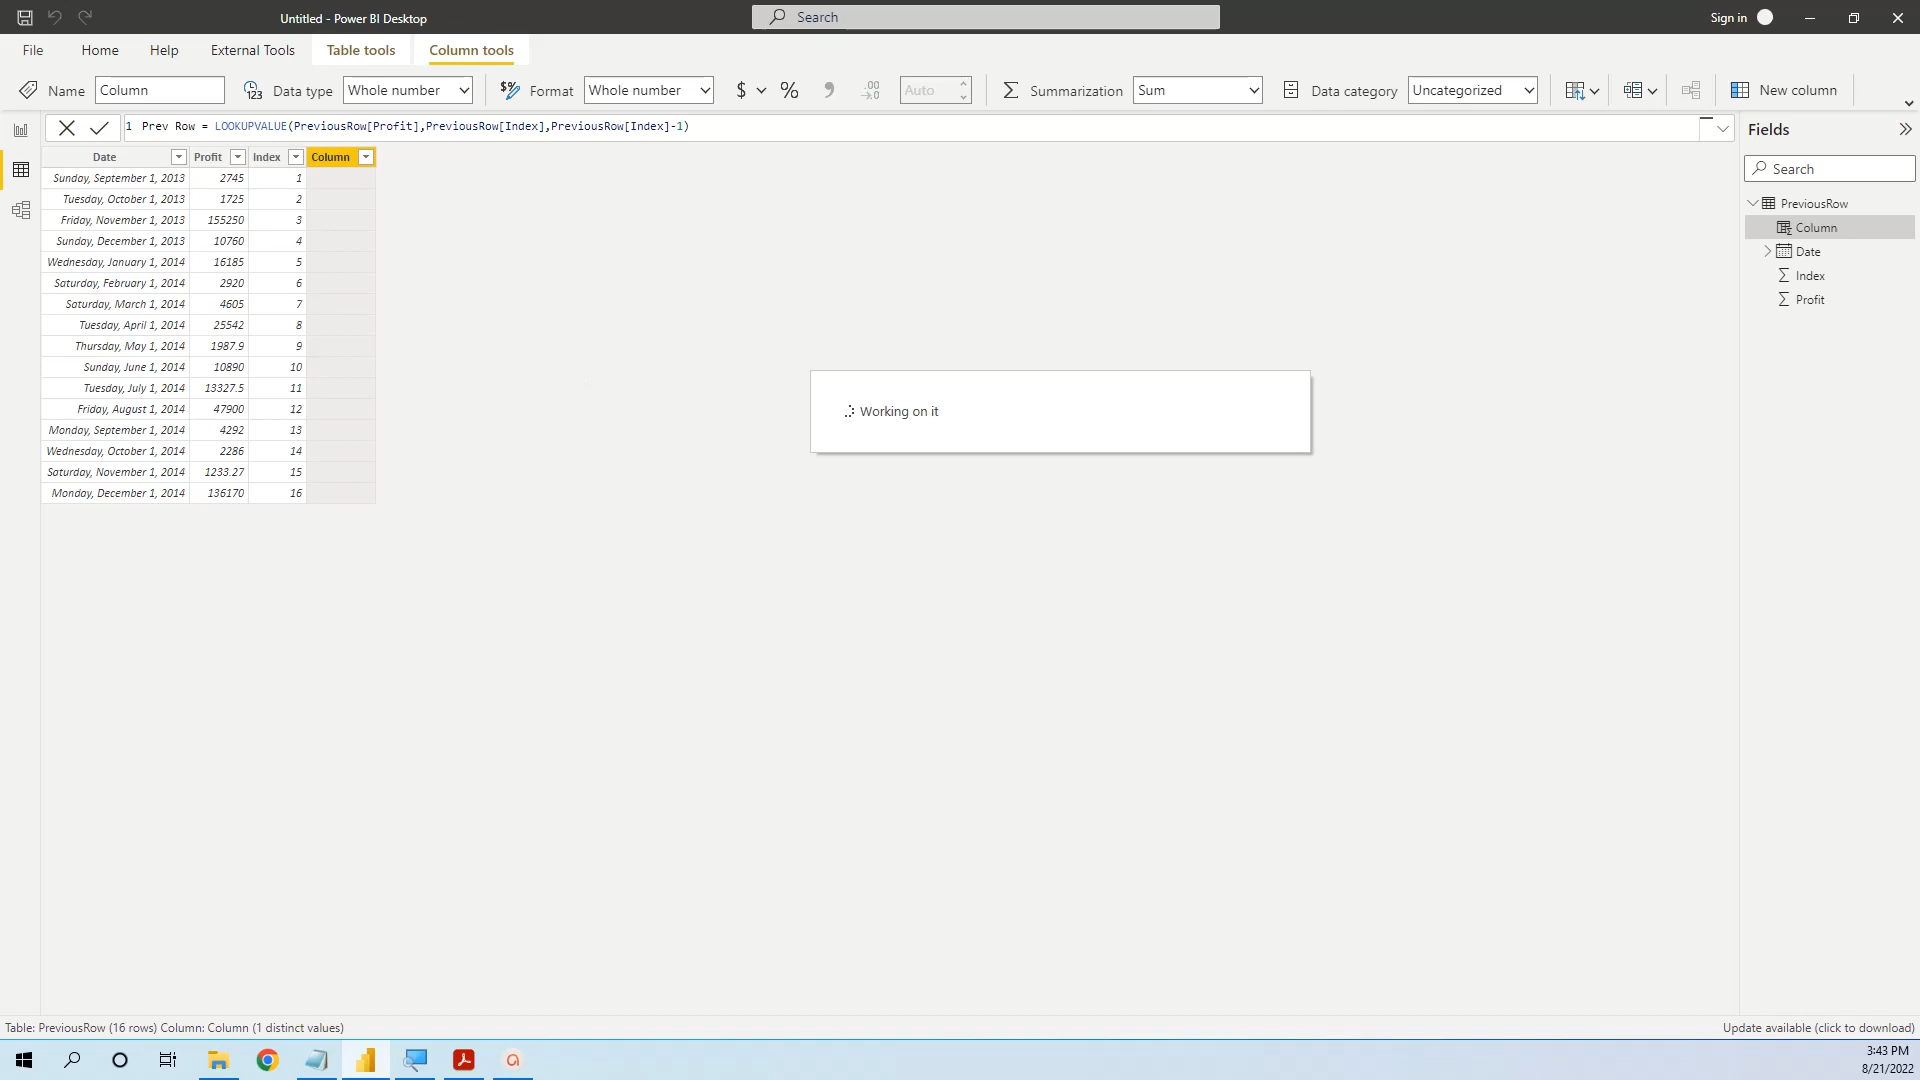 Untitled - Power BI Desktop
Search
Sign in
File Home Help External Tools Table tools Column tools
Name Column Data type Whole number Format Whole number $ % Auto Summarization Sum Data category Uncategorized New column
1 Prev Row = LOOKUPVALUE(PreviousRow[Profit],PreviousRow[Index],PreviousRow[Index]-1)
Date Profit Index Column
Sunday, September 1, 2013 2745 1
Tuesday, October 1, 2013 1725 2
Friday, November 1, 2013 155250 3
Sunday, December 1, 2013 10760 4
Wednesday, January 1, 2014 16185 5
Saturday, February 1, 2014 2920 6
Saturday, March 1, 2014 4605 7
Tuesday, April 1, 2014 25542 8
Thursday, May 1, 2014 1987.9 9
Sunday, June 1, 2014 10890 10
Tuesday, July 1, 2014 13327.5 11
Friday, August 1, 2014 47900 12
Monday, September 1, 2014 4292 13
Wednesday, October 1, 2014 2286 14
Saturday, November 1, 2014 1233.27 15
Monday, December 1, 2014 136170 16
Working on it
Fields
Search
PreviousRow
Column
Date
Index
Profit
Table: PreviousRow (16 rows) Column: Column (1 distinct values)
Update available (click to download)
3:43 PM
8/21/2022